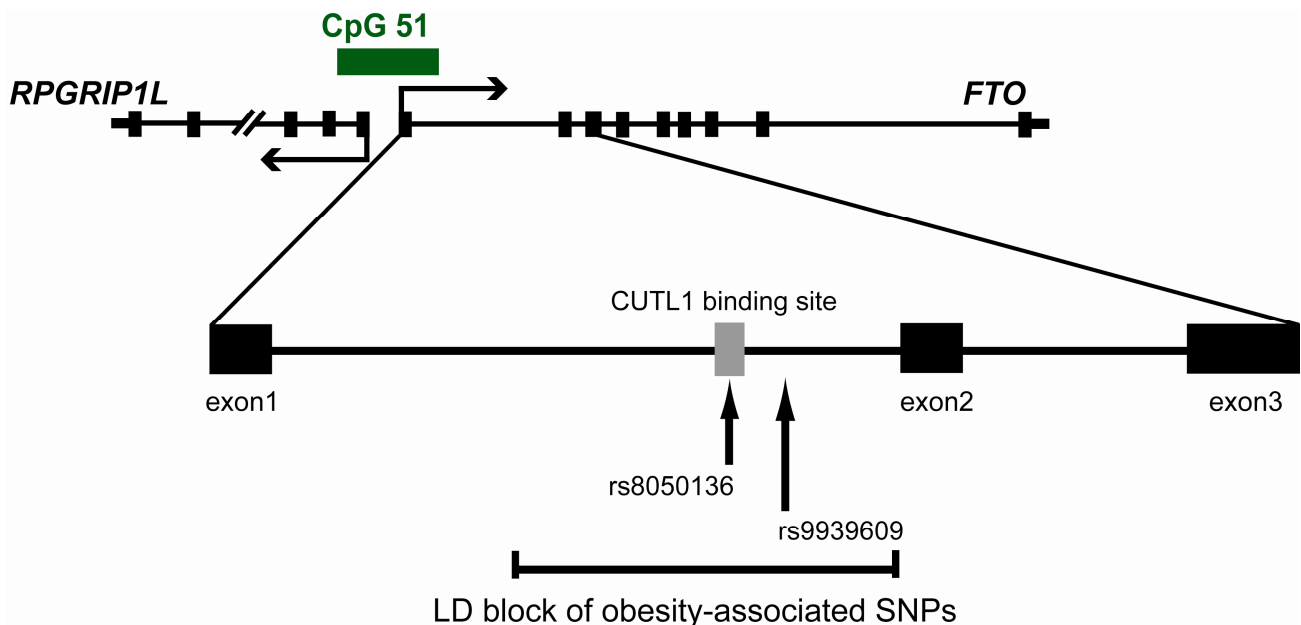 CpG 51
RPGRIP1L
FTO
CUTL1 binding site
exon1
exon2
exon3
rs8050136
rs9939609
LD block of obesity-associated SNPs